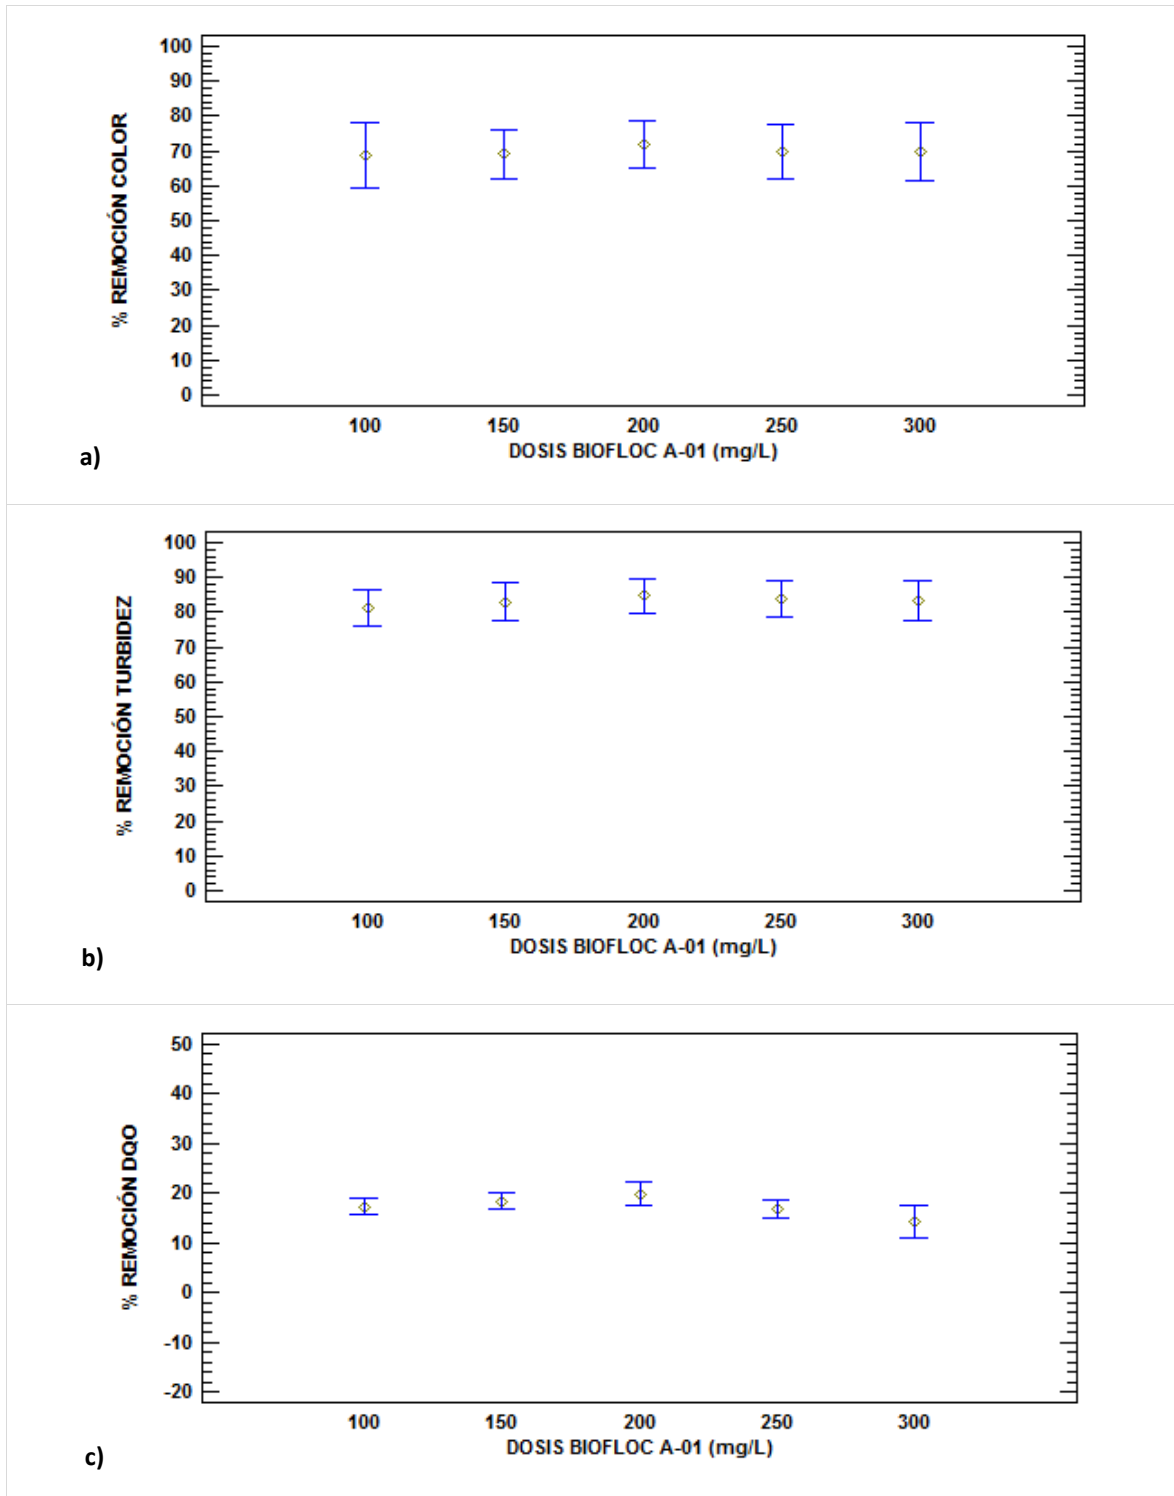 % REMOCIÓN COLOR
100
90
80
70
60
50
40
30
20
10
0
100 150 200 250 300
DOSIS BIOFLOC A-01 (mg/L)
a)
% REMOCIÓN TURBIDEZ
100
90
80
70
60
50
40
30
20
10
0
100 150 200 250 300
DOSIS BIOFLOC A-01 (mg/L)
b)
% REMOCIÓN DQO
50
40
30
20
10
0
-10
-20
100 150 200 250 300
DOSIS BIOFLOC A-01 (mg/L)
c)